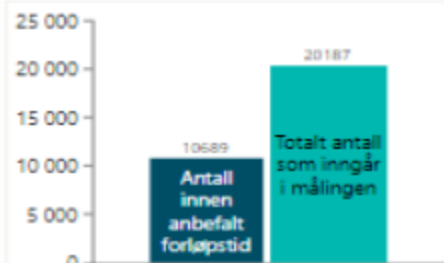 25 000
20 000
15 000
10 000
5 000
0
20187
10689
Totalt antall
som inngår
i målingen
Antall
innen
anbefalt
forløpstid